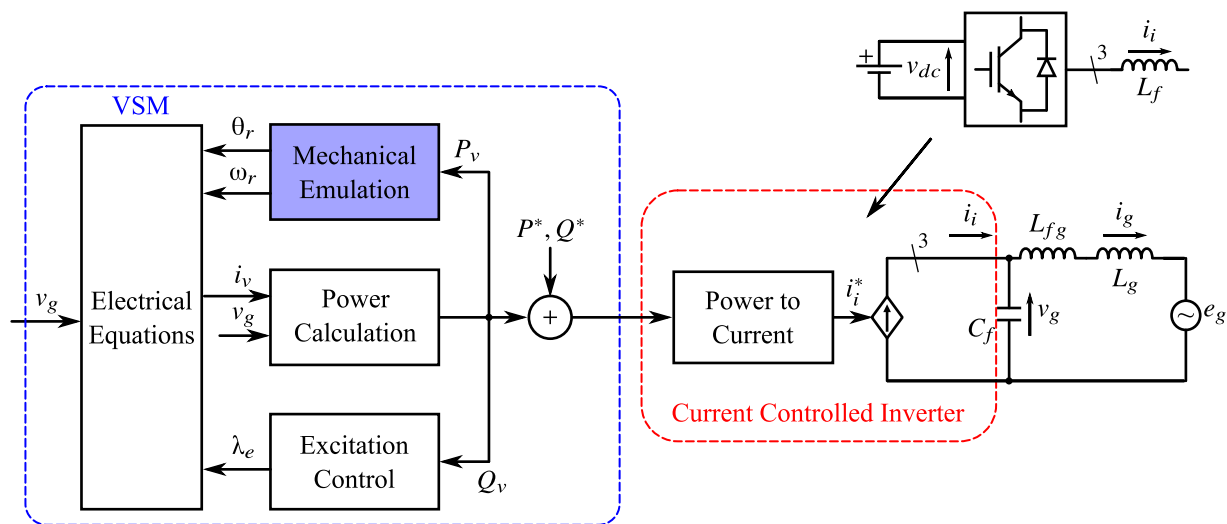 VSM
θr
ωr
Mechanical
Emulation
Pv
Electrical
Equations
vg
iv
vg
Power
Calculation
λe
Excitation
Control
Qv
P*, Q*
+
Power to
Current
ii*
Current Controlled Inverter
+
vdc
3
ii
Lf
3
ii
Lfg
ig
Lg
Cf
vg
~
eg